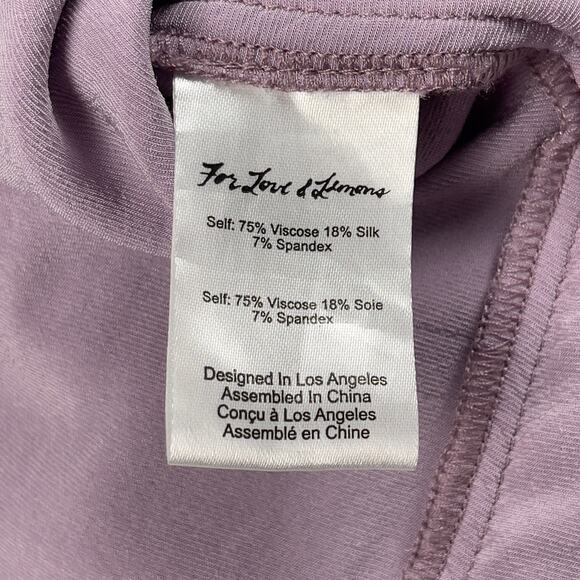 For Love & Lemons
Self: 75% Viscose 18% Silk
7% Spandex
Self: 75% Viscose 18% Soie
7% Spandex
Designed In Los Angeles
Assembled In China
Conçu à Los Angeles
Assemblé en Chine